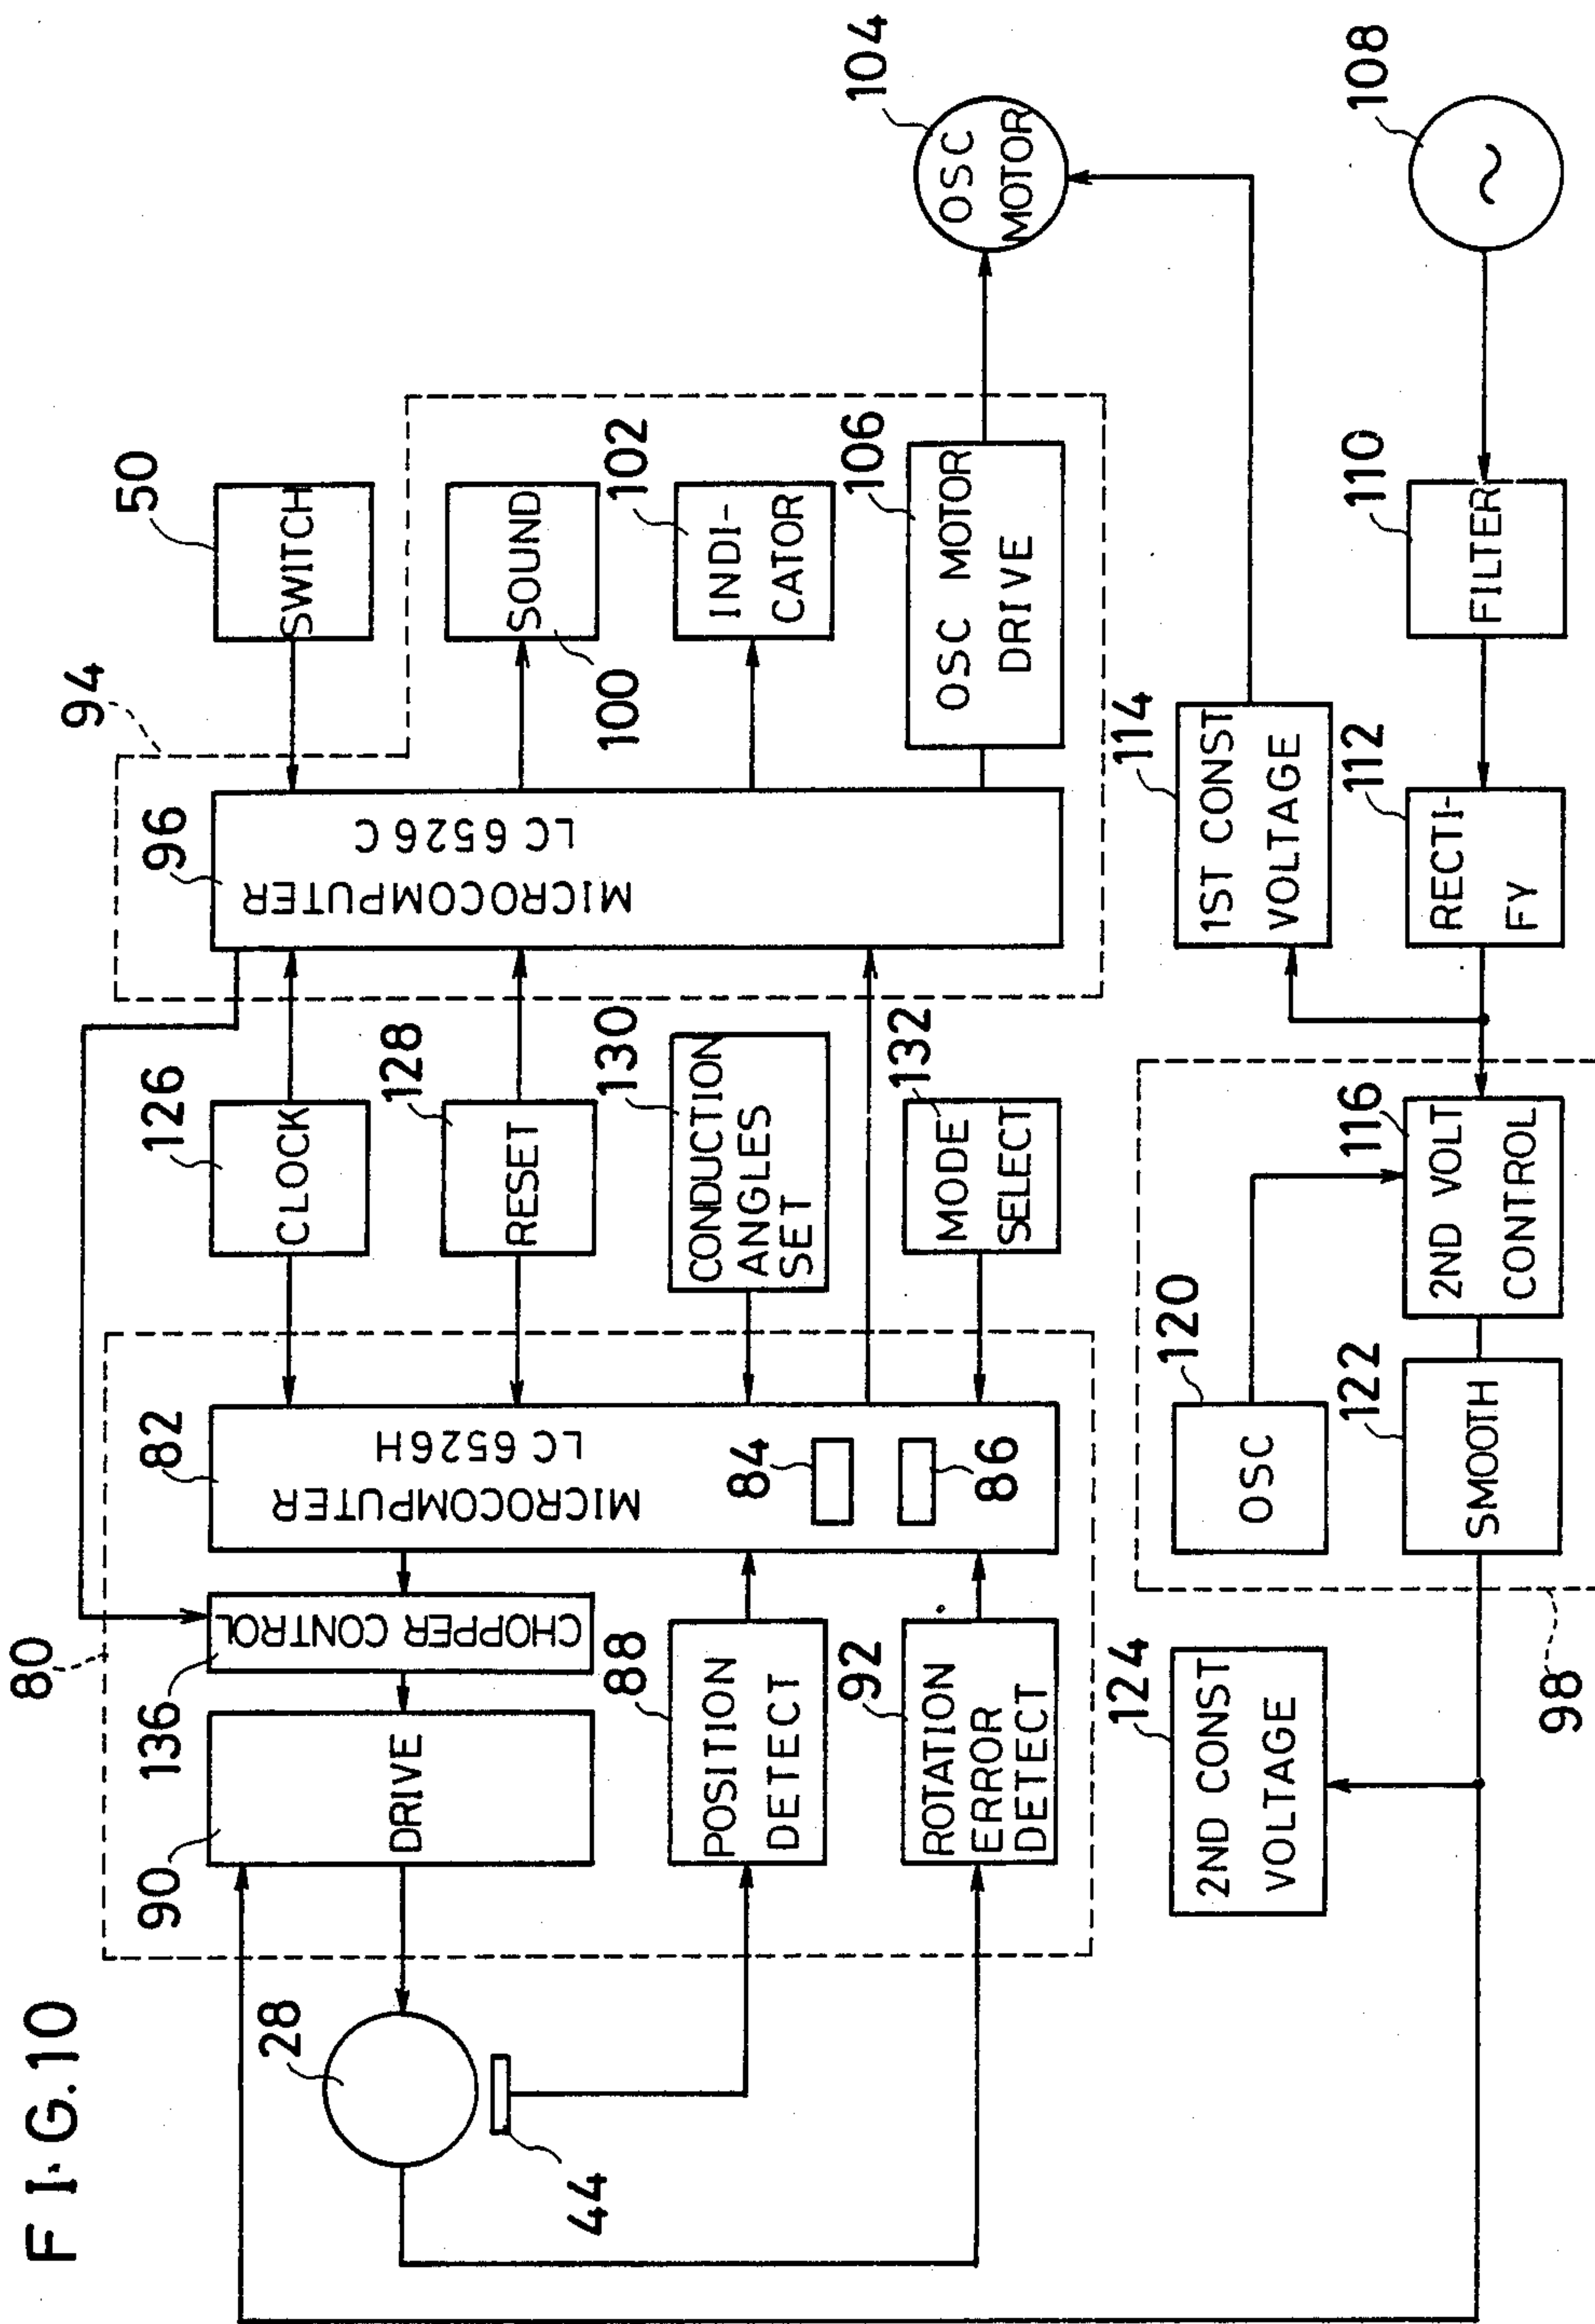 FIG.10
80
136
CHOPPER CONTROL
90
DRIVE
28
44
88
POSITION
DETECT
92
ROTATION
ERROR
DETECT
82
MICROCOMPUTER
LC 6526H
84
86
126
CLOCK
128
RESET
130
CONDUCTION
ANGLES
SET
132
MODE
SELECT
94
96
MICROCOMPUTER
LC 6526C
50
SWITCH
SOUND
100
102
INDI-
CATOR
106
OSC MOTOR
DRIVE
104
OSC
MOTOR
124
2ND CONST
VOLTAGE
98
120
OSC
122
SMOOTH
116
2ND VOLT
CONTROL
114
1ST CONST
VOLTAGE
112
RECTI-
FY
110
FILTER
108
~